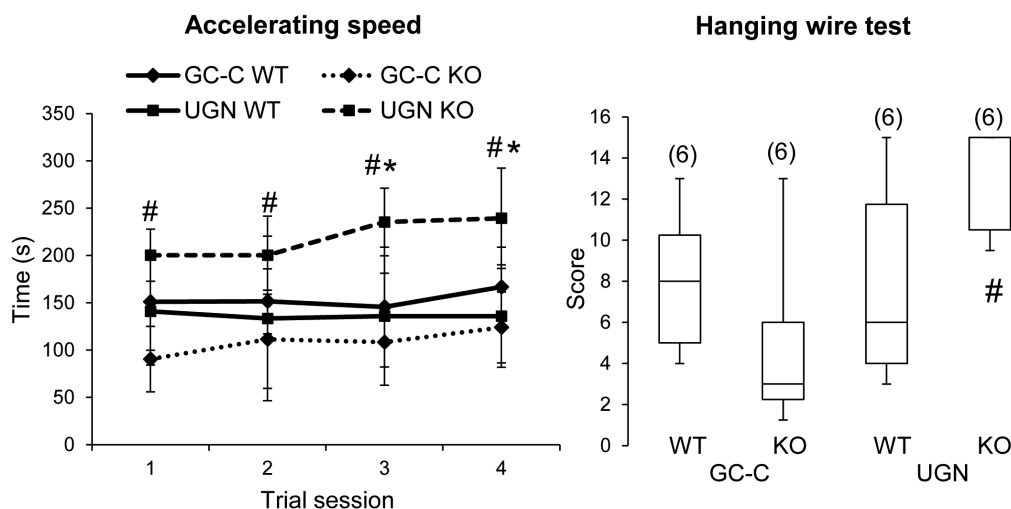 Accelerating speed
GC-C WT GC-C KO
UGN WT UGN KO
350
300
250
200
150
100
50
0
Time (s)
# # #* #*
1 2 3 4
Trial session
Hanging wire test
16
14
12
10
8
6
4
2
0
Score
(6) (6) (6) (6)
#
WT KO WT KO
GC-C UGN